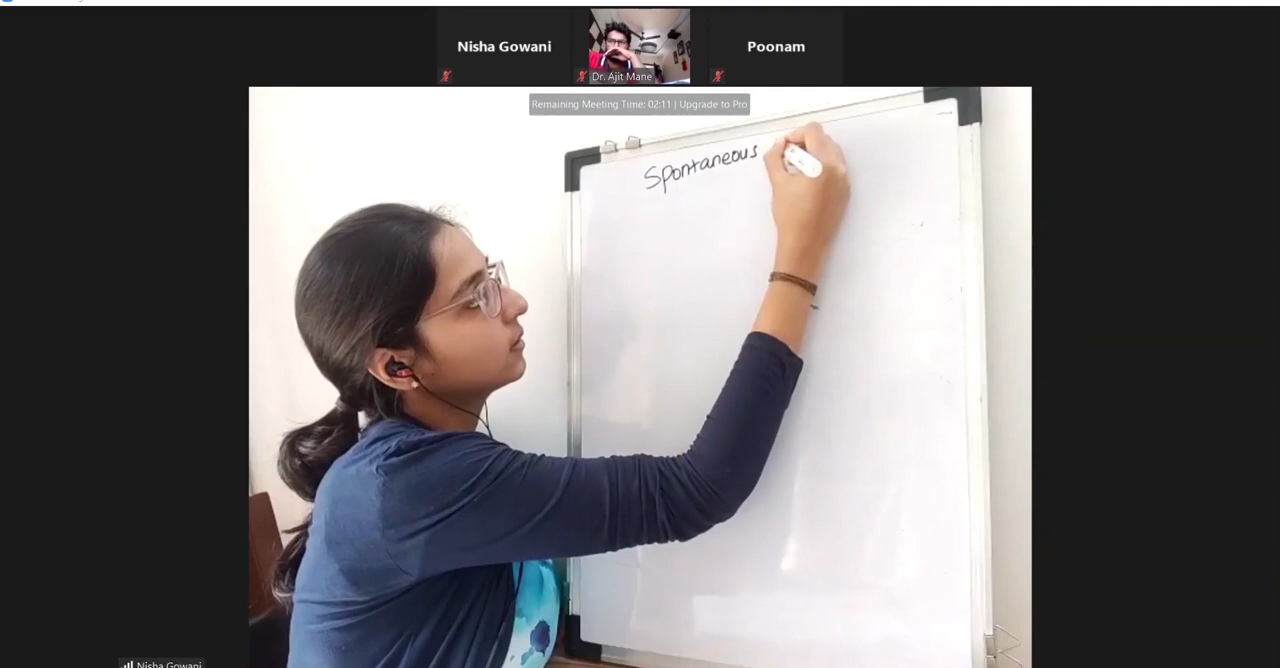 Nisha Gowani
Dr. Ajit Mane
Poonam
Remaining Meeting Time: 02:11 | Upgrade to Pro
Spontaneous
Nisha Gowani